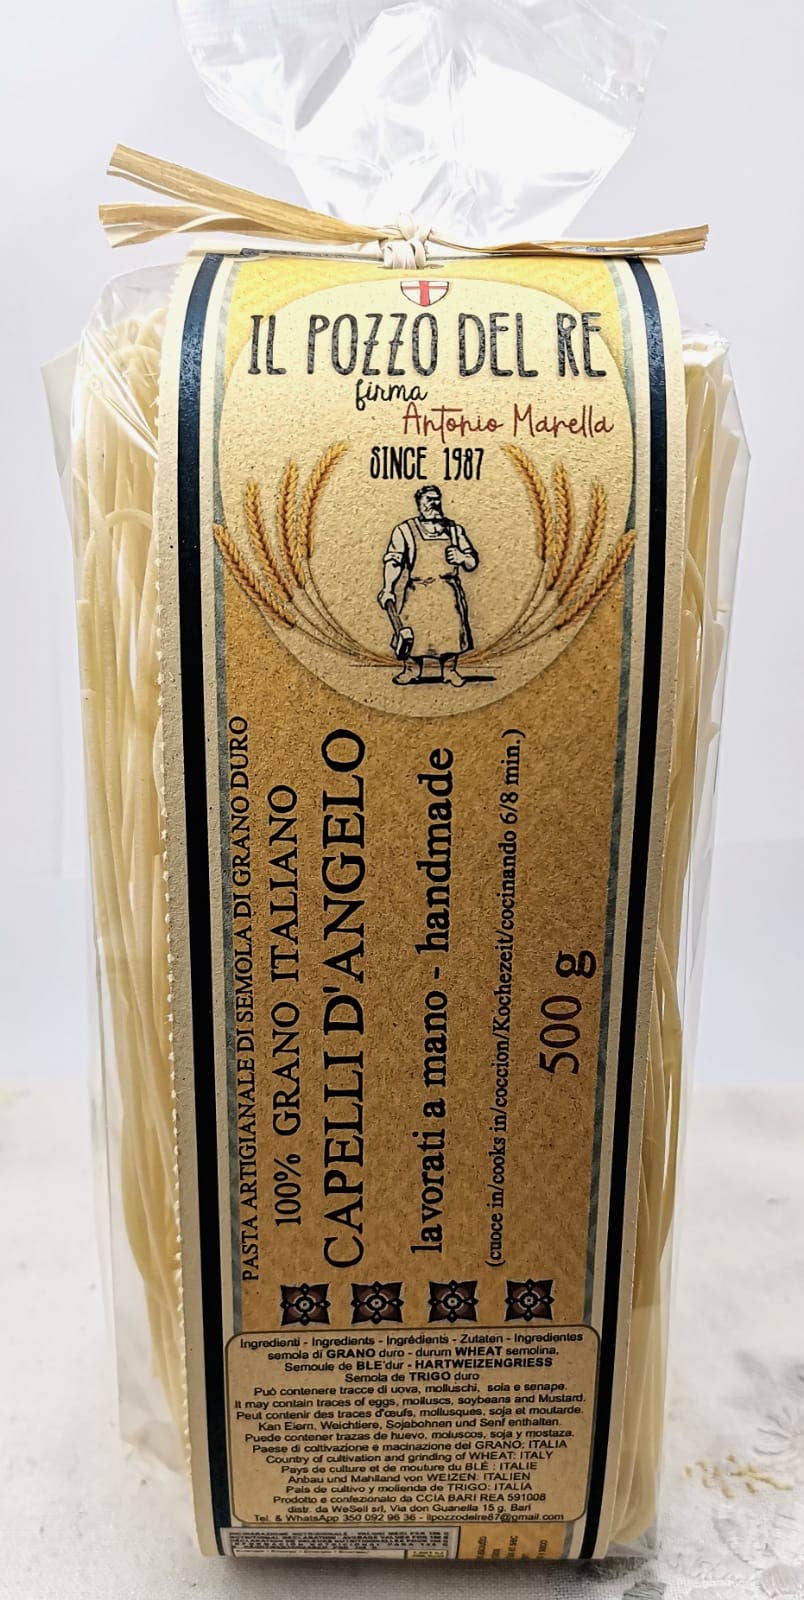 IL POZZO DEL RE
firma
Antonio Marella
SINCE 1987
PASTA ARTIGIANALE DI SEMOLA DI GRANO DURO
100% GRANO ITALIANO
CAPELLI D'ANGELO
lavorati a mano - handmade
(cuoce in/cooks in/coccion/Kochezeit/cocinando 6/8 min.)
500 g
Ingredienti - Ingredients - Ingrédients - Zutaten - Ingredientes
semola di GRANO duro - durum WHEAT semolina,
Semoule de BLE'dur - HARTWEIZENGRIESS
Semola de TRIGO duro
Può contenere tracce di uova, molluschi, soia e senape.
It may contain traces of eggs, molluscs, soybeans and Mustard.
Peut contenir des traces d'œufs, mollusques, soja et moutarde.
Kan Eiern, Weichtiere, Sojabohnen und Senf enthalten.
Puede contener trazas de huevo, moluscos, soja y mostaza.
Paese di coltivazione e macinazione del GRANO: ITALIA
Country of cultivation and grinding of WHEAT: ITALY
Pays de culture et de mouture du BLÉ : ITALIE
Anbau und Mahlland von WEIZEN: ITALIEN
País de cultivo y molienda de TRIGO: ITALIA
Prodotto e confezionato da CCIA BARI REA 591008
distr. da WeSell srl, Via don Guanella 15 g, Bari
Tel. & WhatsApp 350 092 96 36 - ilpozzodelre87@gmail.com